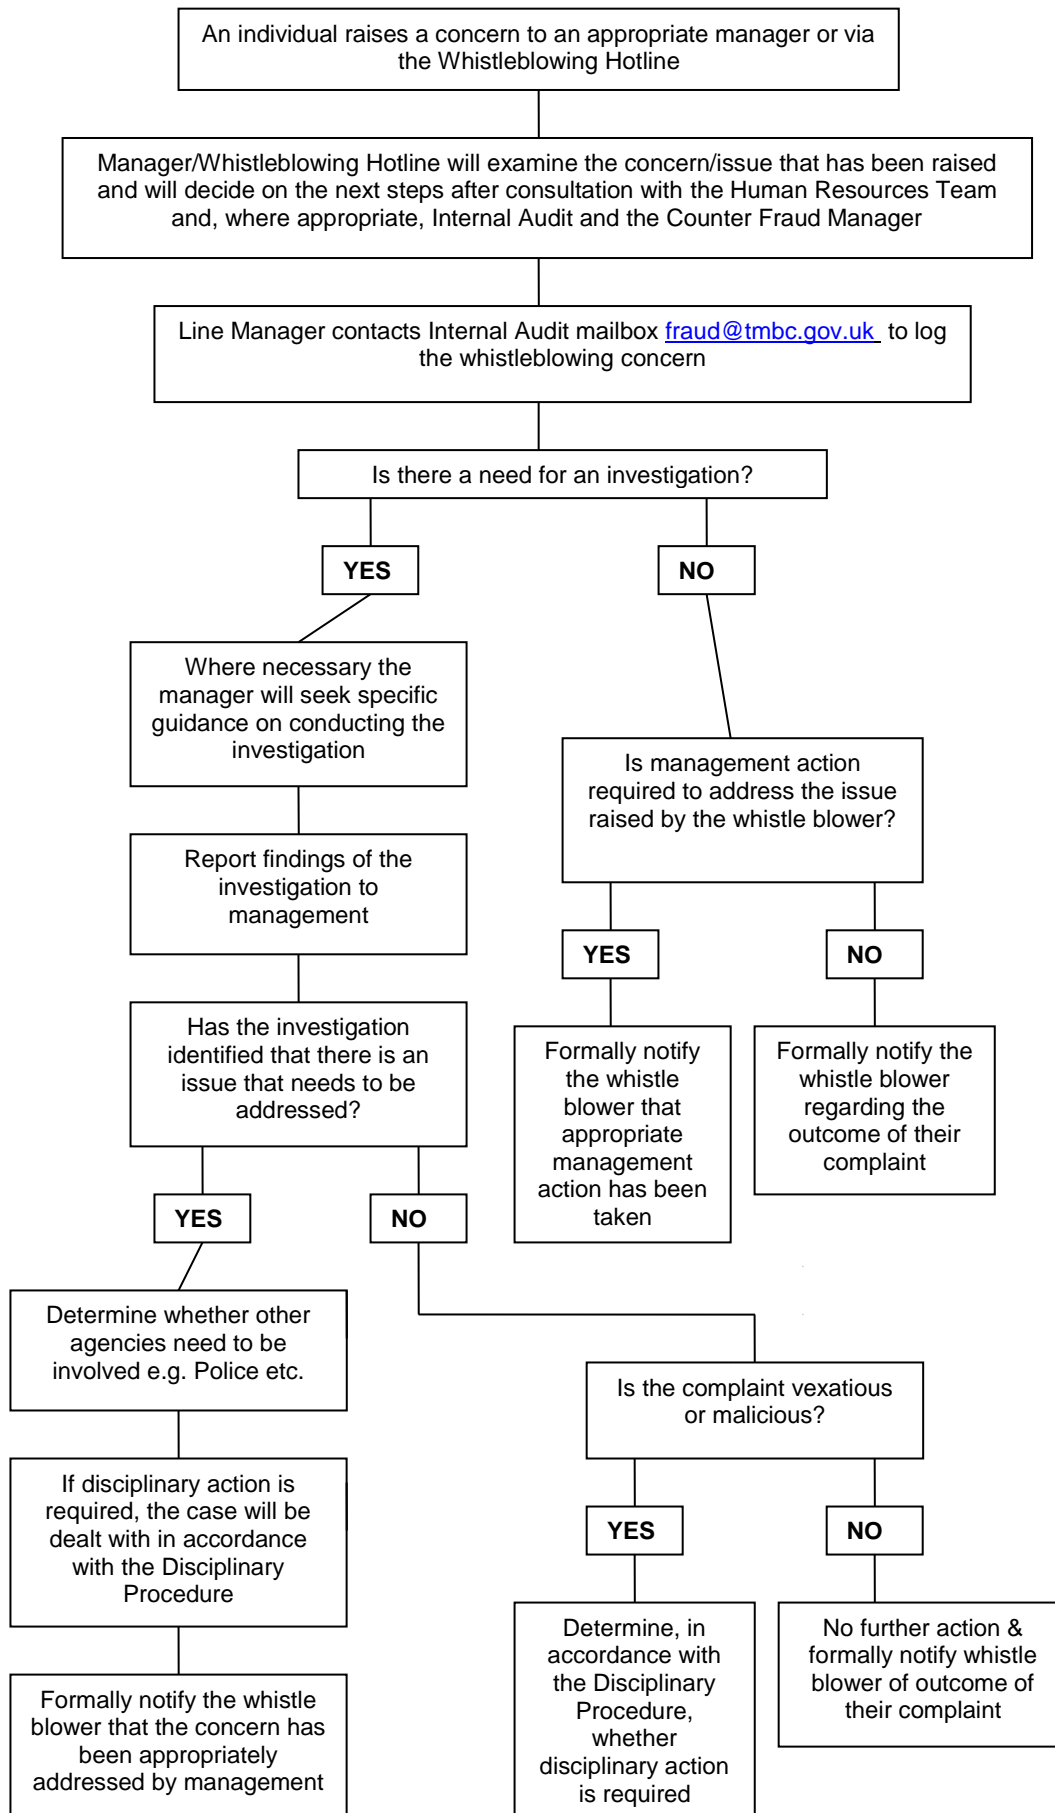 An individual raises a concern to an appropriate manager or via
the Whistleblowing Hotline
Manager/Whistleblowing Hotline will examine the concern/issue that has been raised
and will decide on the next steps after consultation with the Human Resources Team
and, where appropriate, Internal Audit and the Counter Fraud Manager
Line Manager contacts Internal Audit mailbox fraud@tmbc.gov.uk to log
the whistleblowing concern
Is there a need for an investigation?
YES
NO
Where necessary the
manager will seek specific
guidance on conducting the
investigation
Is management action
required to address the issue
raised by the whistle blower?
Report findings of the
investigation to
management
YES
NO
Has the investigation
identified that there is an
issue that needs to be
addressed?
Formally notify
the whistle
blower that
appropriate
management
action has been
taken
Formally notify the
whistle blower
regarding the
outcome of their
complaint
YES
NO
Determine whether other
agencies need to be
involved e.g. Police etc.
Is the complaint vexatious
or malicious?
If disciplinary action is
required, the case will be
dealt with in accordance
with the Disciplinary
Procedure
YES
NO
Formally notify the whistle
blower that the concern has
been appropriately
addressed by management
Determine, in
accordance with
the Disciplinary
Procedure,
whether
disciplinary action
is required
No further action &
formally notify whistle
blower of outcome of
their complaint